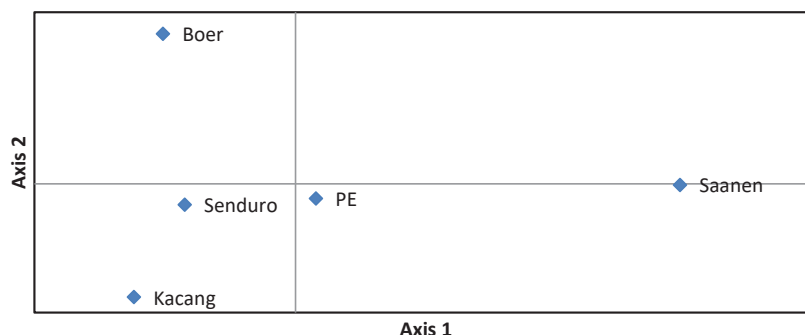 Boer
Axis 2
Saanen
PE
Senduro
Kacang
Axis 1